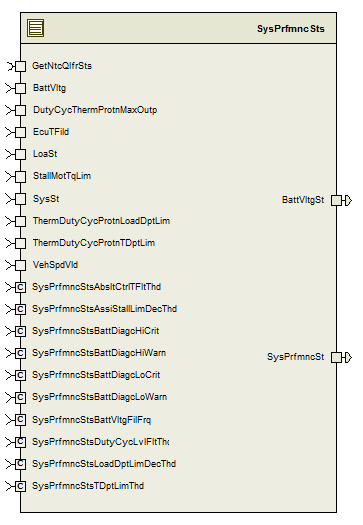 SysPrfmncSts
GetNtcQlfrSts
BattVltg
DutyCycThermProtnMaxOutp
EcuTFild
LoaSt
StallMotTqLim
SysSt
ThermDutyCycProtnLoadDptLim
ThermDutyCycProtnTDptLim
VehSpdVld
C SysPrfmncStsAbsltCtrlTFltThd
C SysPrfmncStsAssiStallLimDecThd
C SysPrfmncStsBattDiagcHiCrit
C SysPrfmncStsBattDiagcHiWarn
C SysPrfmncStsBattDiagcLoCrit
C SysPrfmncStsBattDiagcLoWarn
C SysPrfmncStsBattVltgFilFrq
C SysPrfmncStsDutyCycLvlFltThc
C SysPrfmncStsLoadDptLimDecThd
C SysPrfmncStsTDptLimThd
BattVltgSt
SysPrfmncSt